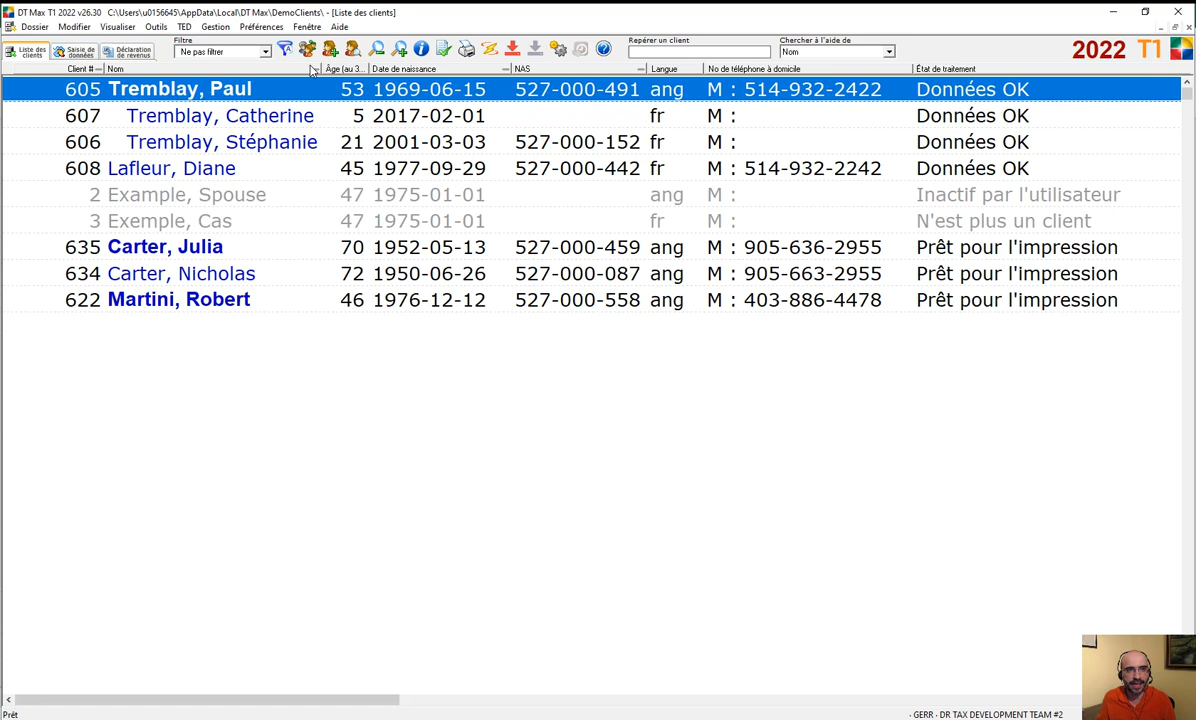 DT Max T1 2022 v26.30 C:\Users\u0156645\AppData\Local\DT Max\DemoClients\ - [Liste des clients]
Dossier Modifier Visualiser Outils TED Gestion Préférences Fenêtre Aide
Liste des clients
Saisie de données
Déclaration de revenus
Filtre
Ne pas filtrer
Repérer un client
Chercher à l'aide de
Nom
2022 T1
Client # Nom Âge (au 3... Date de naissance NAS Langue No de téléphone à domicile État de traitement
605 Tremblay, Paul 53 1969-06-15 527-000-491 ang M : 514-932-2422 Données OK
607 Tremblay, Catherine 5 2017-02-01 fr M : Données OK
606 Tremblay, Stéphanie 21 2001-03-03 527-000-152 fr M : Données OK
608 Lafleur, Diane 45 1977-09-29 527-000-442 fr M : 514-932-2242 Données OK
2 Example, Spouse 47 1975-01-01 ang M : Inactif par l'utilisateur
3 Exemple, Cas 47 1975-01-01 fr M : N'est plus un client
635 Carter, Julia 70 1952-05-13 527-000-459 ang M : 905-636-2955 Prêt pour l'impression
634 Carter, Nicholas 72 1950-06-26 527-000-087 ang M : 905-663-2955 Prêt pour l'impression
622 Martini, Robert 46 1976-12-12 527-000-558 ang M : 403-886-4478 Prêt pour l'impression
Prêt
- GERR - DR TAX DEVELOPMENT TEAM #2